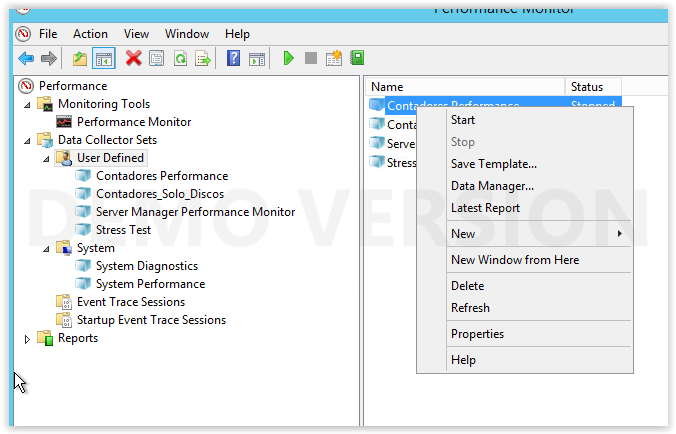 Performance Monitor
File Action View Window Help
Performance
Monitoring Tools
Performance Monitor
Data Collector Sets
User Defined
Contadores Performance
Contadores_Solo_Discos
Server Manager Performance Monitor
Stress Test
System
System Diagnostics
System Performance
Event Trace Sessions
Startup Event Trace Sessions
Reports
Name Status
Contadores Performance Stopped
Conta
Serve
Stress
Start
Stop
Save Template...
Data Manager...
Latest Report
New
New Window from Here
Delete
Refresh
Properties
Help
DEMO VERSION